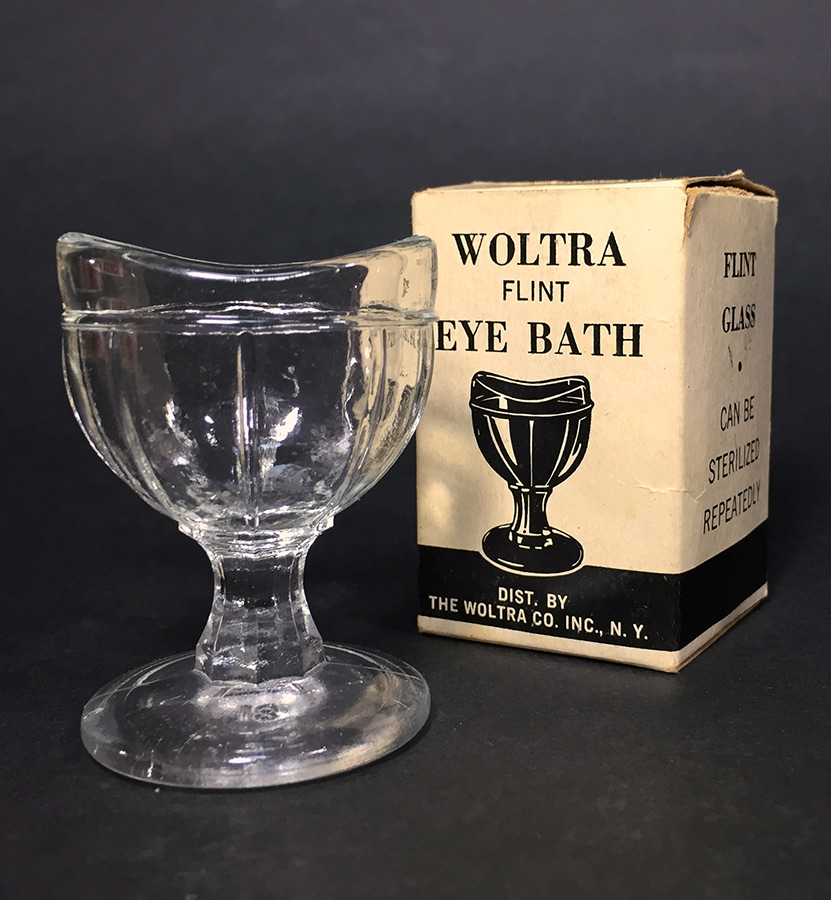 WOLTRA
FLINT
EYE BATH
DIST. BY
THE WOLTRA CO. INC., N. Y.
FLINT
GLASS
•
CAN BE
STERILIZED
REPEATEDLY